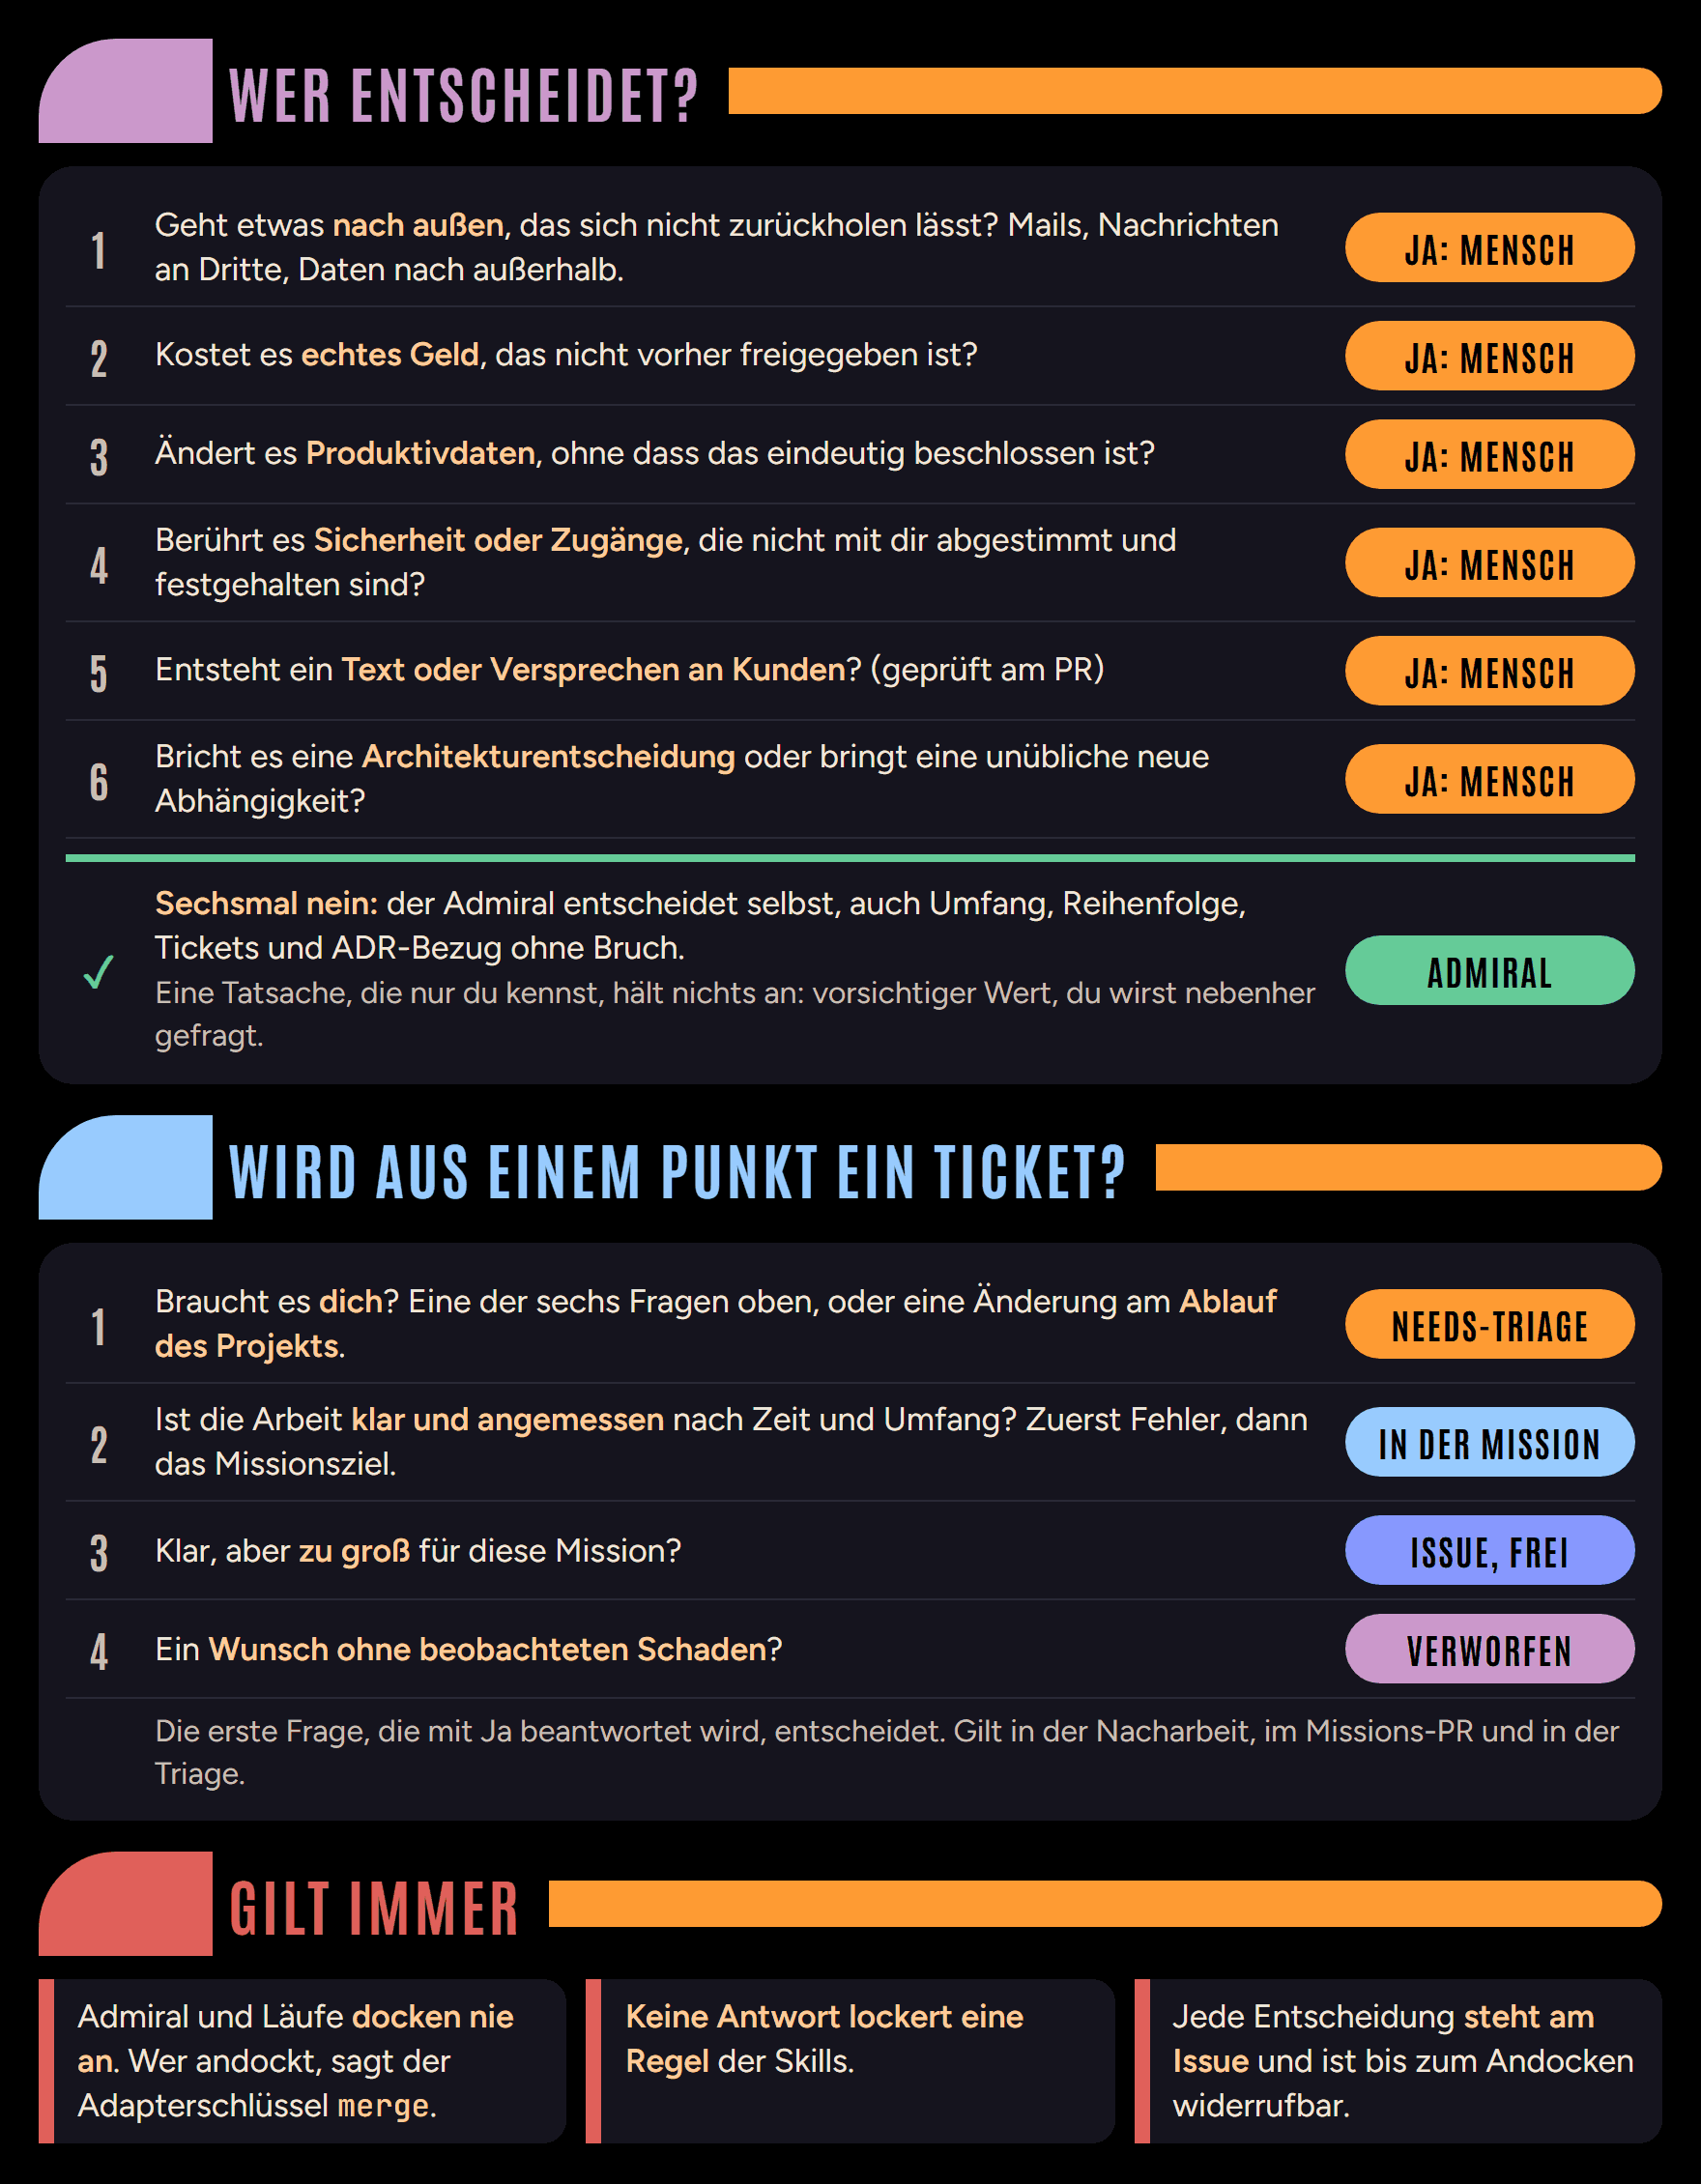 WER ENTSCHEIDET?
1
Geht etwas nach außen, das sich nicht zurückholen lässt? Mails, Nachrichten
an Dritte, Daten nach außerhalb.
JA: MENSCH
2
Kostet es echtes Geld, das nicht vorher freigegeben ist?
JA: MENSCH
3
Ändert es Produktivdaten, ohne dass das eindeutig beschlossen ist?
JA: MENSCH
4
Berührt es Sicherheit oder Zugänge, die nicht mit dir abgestimmt und
festgehalten sind?
JA: MENSCH
5
Entsteht ein Text oder Versprechen an Kunden? (geprüft am PR)
JA: MENSCH
6
Bricht es eine Architekturentscheidung oder bringt eine unübliche neue
Abhängigkeit?
JA: MENSCH
✓
Sechsmal nein: der Admiral entscheidet selbst, auch Umfang, Reihenfolge,
Tickets und ADR-Bezug ohne Bruch.
Eine Tatsache, die nur du kennst, hält nichts an: vorsichtiger Wert, du wirst nebenher
gefragt.
ADMIRAL
WIRD AUS EINEM PUNKT EIN TICKET?
1
Braucht es dich? Eine der sechs Fragen oben, oder eine Änderung am Ablauf
des Projekts.
NEEDS-TRIAGE
2
Ist die Arbeit klar und angemessen nach Zeit und Umfang? Zuerst Fehler, dann
das Missionsziel.
IN DER MISSION
3
Klar, aber zu groß für diese Mission?
ISSUE, FREI
4
Ein Wunsch ohne beobachteten Schaden?
VERWORFEN
Die erste Frage, die mit Ja beantwortet wird, entscheidet. Gilt in der Nacharbeit, im Missions-PR und in der
Triage.
GILT IMMER
Admiral und Läufe docken nie
an. Wer andockt, sagt der
Adapterschlüssel merge.
Keine Antwort lockert eine
Regel der Skills.
Jede Entscheidung steht am
Issue und ist bis zum Andocken
widerrufbar.